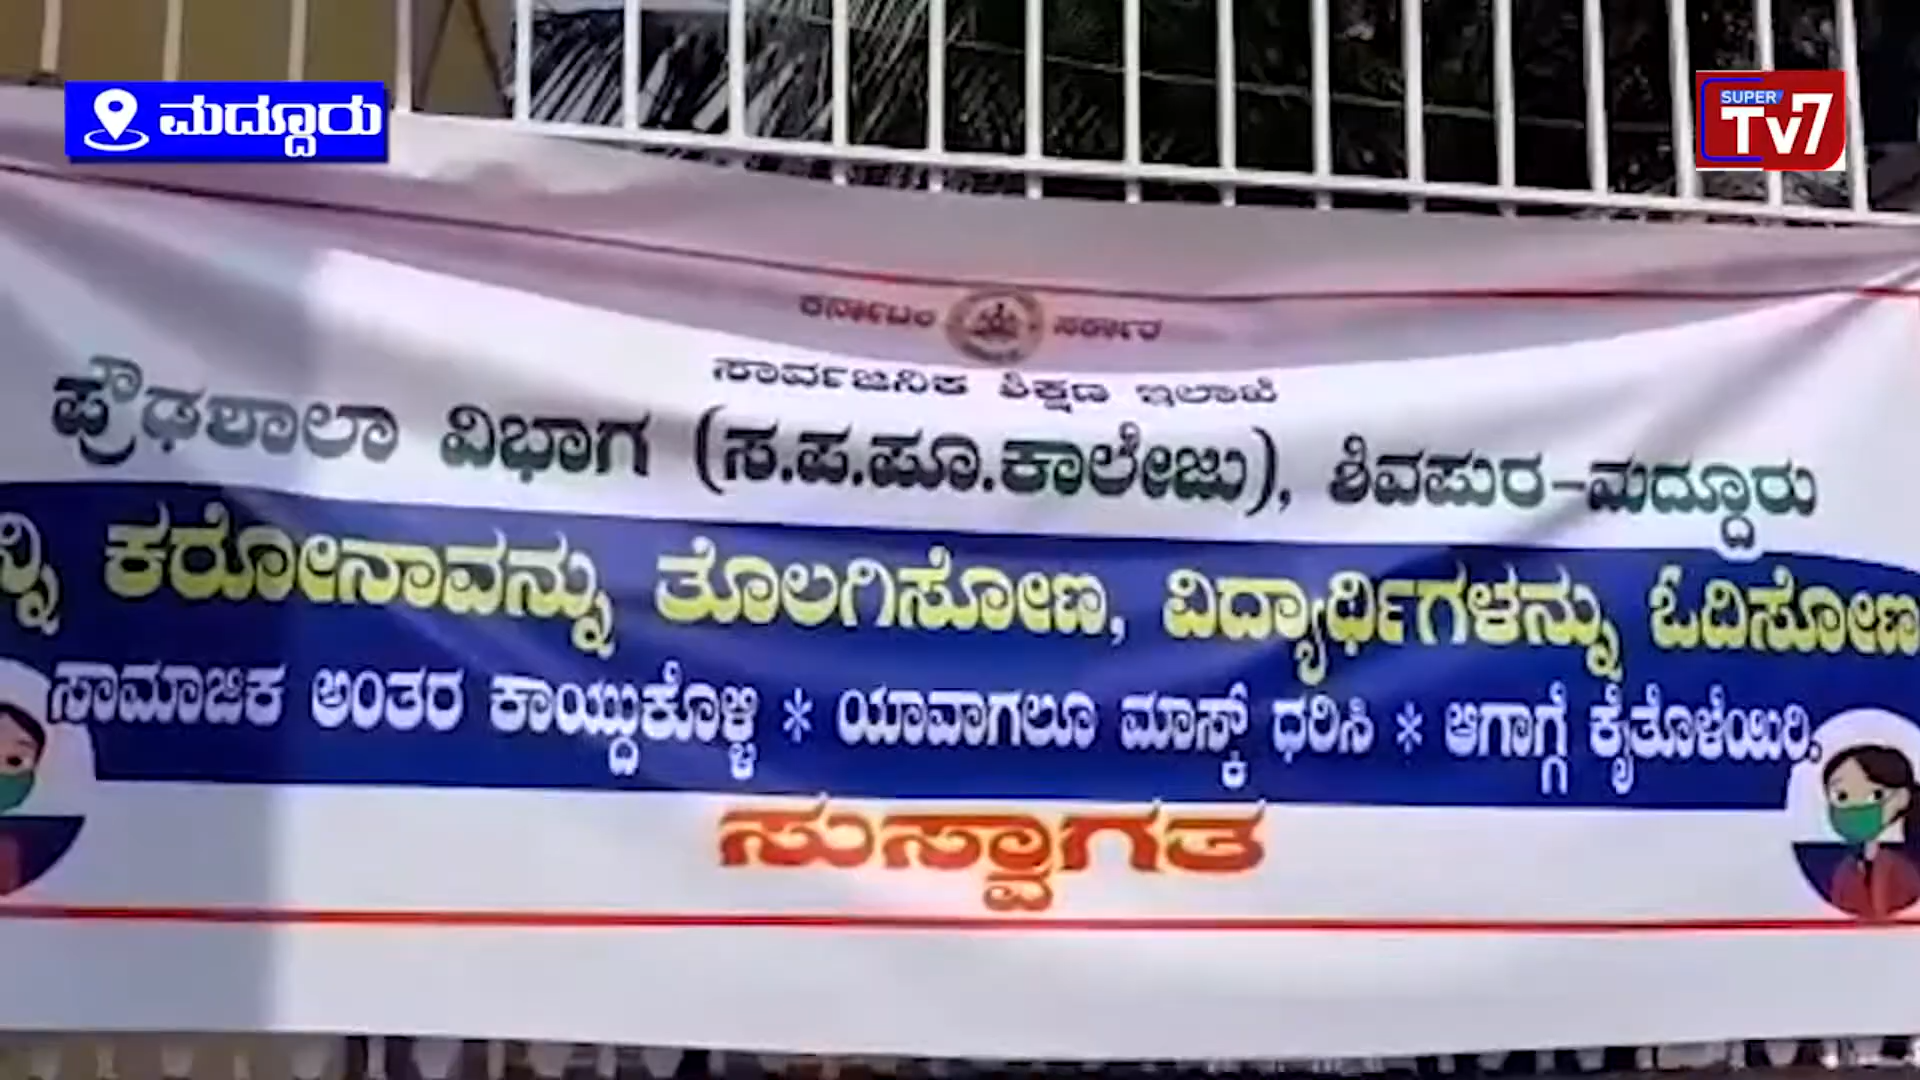 ಮದ್ದೂರು
SUPER
Tv7
ಕರ್ನಾಟಕ ಸರ್ಕಾರ
ಸಾರ್ವಜನಿಕ ಶಿಕ್ಷಣ ಇಲಾಖೆ
ಪ್ರೌಢಶಾಲಾ ವಿಭಾಗ (ಸ.ಪ.ಪೂ.ಕಾಲೇಜು), ಶಿವಪುರ-ಮದ್ದೂರು
ಕರೋನಾವನ್ನು ತೊಲಗಿಸೋಣ, ವಿದ್ಯಾರ್ಥಿಗಳನ್ನು ಓದಿಸೋಣ
ಸಾಮಾಜಿಕ ಅಂತರ ಕಾಯ್ದುಕೊಳ್ಳಿ * ಯಾವಾಗಲೂ ಮಾಸ್ಕ್ ಧರಿಸಿ * ಆಗಾಗ್ಗೆ ಕೈತೊಳೆಯಿರಿ.
ಸುಸ್ವಾಗತ